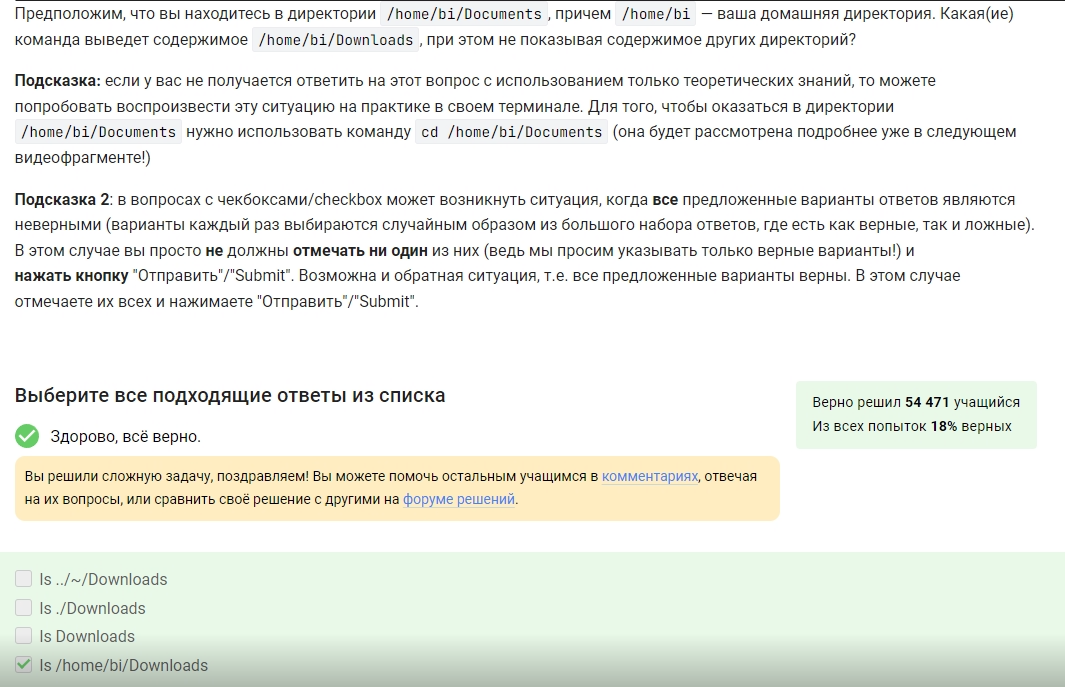 Предположим, что вы находитесь в директории /home/bi/Documents, причем /home/bi — ваша домашняя директория. Какая(ие)
команда выведет содержимое /home/bi/Downloads, при этом не показывая содержимое других директорий?
Подсказка: если у вас не получается ответить на этот вопрос с использованием только теоретических знаний, то можете
попробовать воспроизвести эту ситуацию на практике в своем терминале. Для того, чтобы оказаться в директории
/home/bi/Documents нужно использовать команду cd /home/bi/Documents (она будет рассмотрена подробнее уже в следующем
видеофрагменте!)
Подсказка 2: в вопросах с чекбоксами/checkbox может возникнуть ситуация, когда все предложенные варианты ответов являются
неверными (варианты каждый раз выбираются случайным образом из большого набора ответов, где есть как верные, так и ложные).
В этом случае вы просто не должны отмечать ни один из них (ведь мы просим указывать только верные варианты!) и
нажать кнопку "Отправить"/"Submit". Возможна и обратная ситуация, т.е. все предложенные варианты верны. В этом случае
отмечаете их всех и нажимаете "Отправить"/"Submit".
Выберите все подходящие ответы из списка
Верно решил 54 471 учащийся
Из всех попыток 18% верных
Здорово, всё верно.
Вы решили сложную задачу, поздравляем! Вы можете помочь остальным учащимся в комментариях, отвечая
на их вопросы, или сравнить своё решение с другими на форуме решений.
ls ../~/Downloads
ls ./Downloads
ls Downloads
ls /home/bi/Downloads